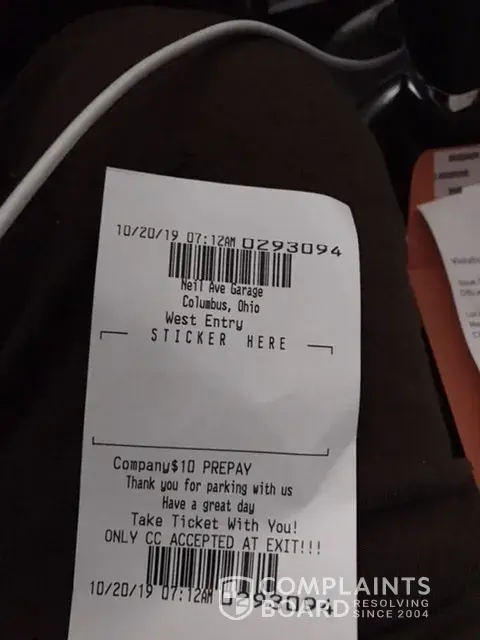 10/20/19 07:12AM 0293094
Neil Ave Garage
Columbus, Ohio
West Entry
STICKER HERE
Company$10 PREPAY
Thank you for parking with us
Have a great day
Take Ticket With You!
ONLY CC ACCEPTED AT EXIT!!!
10/20/19 07:12AM 0293094
COMPLAINTS
BOARD RESOLVING
SINCE 2004